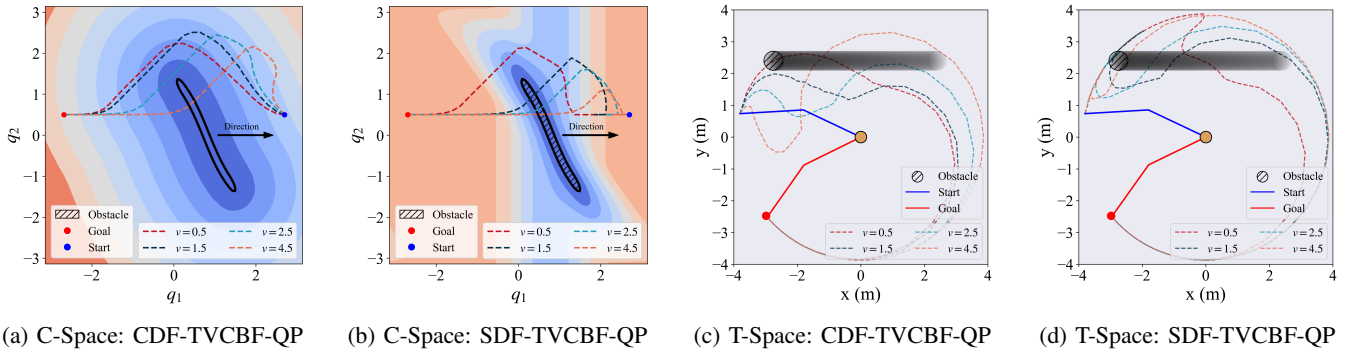 3
2
1
0
−1
−2
−3
q2
−2
0
2
q1
Direction
Obstacle
Goal
Start
v = 0.5
v = 1.5
v = 2.5
v = 4.5
(a) C-Space: CDF-TVCBF-QP
3
2
1
0
−1
−2
−3
q2
−2
0
2
q1
Direction
Obstacle
Goal
Start
v = 0.5
v = 1.5
v = 2.5
v = 4.5
(b) C-Space: SDF-TVCBF-QP
4
3
2
1
0
−1
−2
−3
−4
y (m)
−4
−2
0
2
4
x (m)
Obstacle
Start
Goal
v = 0.5
v = 1.5
v = 2.5
v = 4.5
(c) T-Space: CDF-TVCBF-QP
4
3
2
1
0
−1
−2
−3
−4
y (m)
−4
−2
0
2
4
x (m)
Obstacle
Start
Goal
v = 0.5
v = 1.5
v = 2.5
v = 4.5
(d) T-Space: SDF-TVCBF-QP